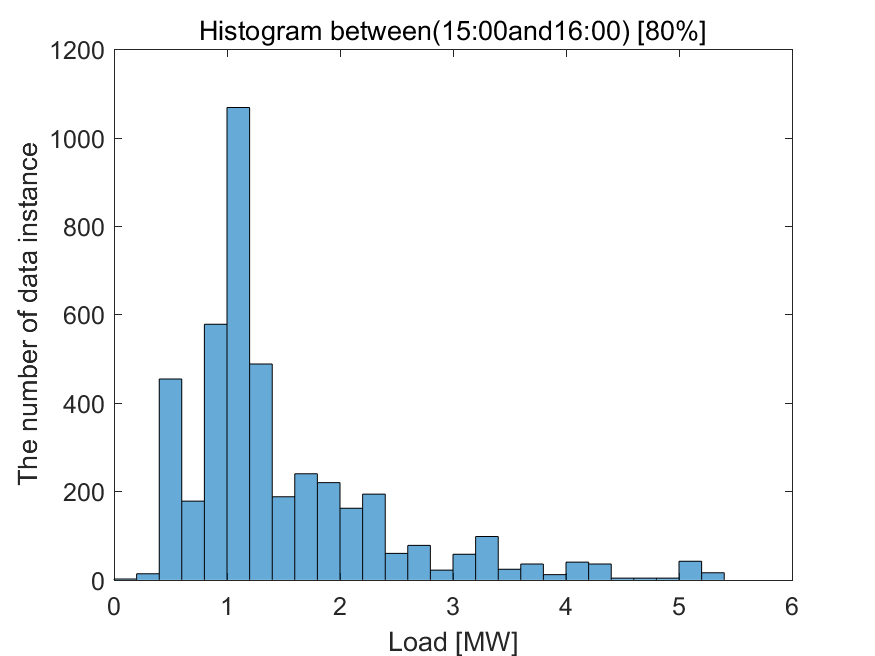 Histogram between(15:00and16:00) [80%]
1200
1000
800
600
400
200
0
The number of data instance
0 1 2 3 4 5 6
Load [MW]